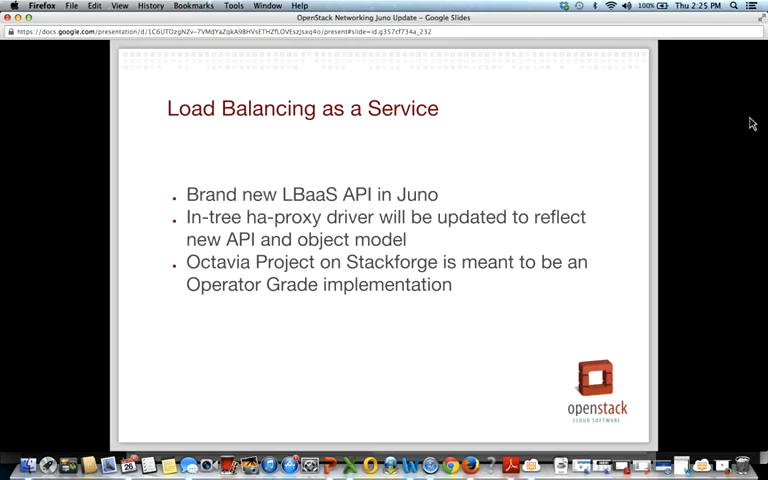 Firefox File Edit View History Bookmarks Tools Window Help 100% Thu 2:25 PM
OpenStack Networking Juno Update – Google Slides
Load Balancing as a Service
Brand new LBaaS API in Juno
In-tree ha-proxy driver will be updated to reflect
new API and object model
Octavia Project on Stackforge is meant to be an
Operator Grade implementation
openstack
CLOUD SOFTWARE